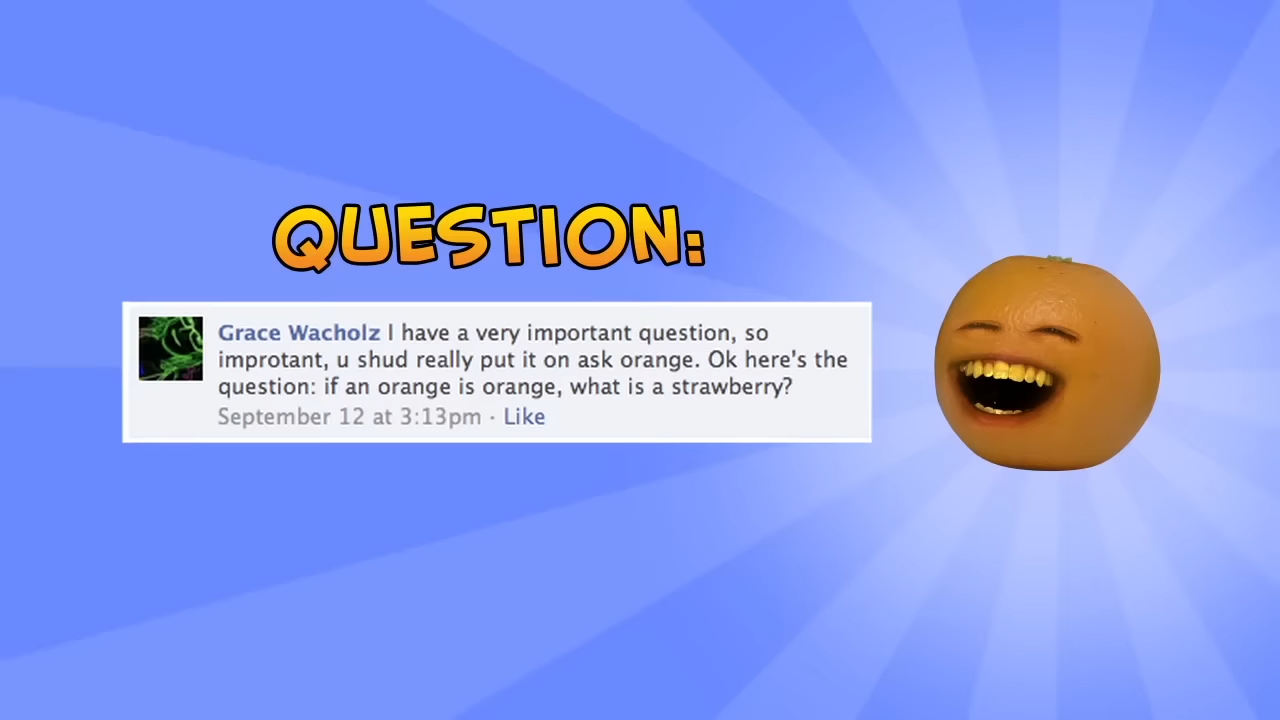 QUESTION:
Grace Wacholz I have a very important question, so
improtant, u shud really put it on ask orange. Ok here's the
question: if an orange is orange, what is a strawberry?
September 12 at 3:13pm · Like